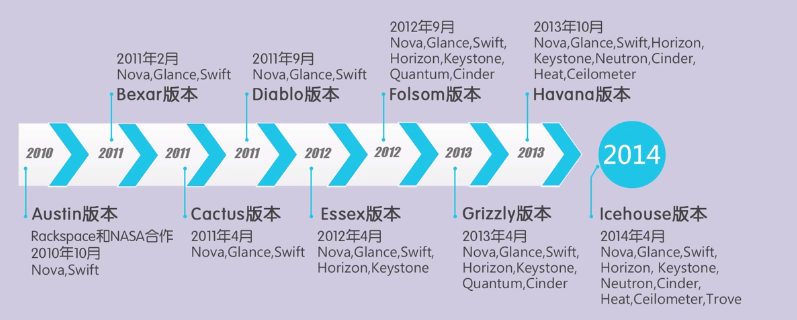 2011年2月
Nova,Glance,Swift
Bexar版本
2011年9月
Nova,Glance,Swift
Diablo版本
2012年9月
Nova,Glance,Swift,
Horizon,Keystone,
Quantum,Cinder
Folsom版本
2013年10月
Nova,Glance,Swift,Horizon,
Keystone,Neutron,Cinder,
Heat,Ceilometer
Havana版本
2010
2011
2011
2011
2012
2012
2013
2013
2014
Austin版本
Rackspace和NASA合作
2010年10月
Nova,Swift
Cactus版本
2011年4月
Nova,Glance,Swift
Essex版本
2012年4月
Nova,Glance,Swift,
Horizon,Keystone
Grizzly版本
2013年4月
Nova,Glance,Swift,
Horizon,Keystone,
Quantum,Cinder
Icehouse版本
2014年4月
Nova,Glance,Swift,
Horizon, Keystone,
Neutron,Cinder,
Heat,Ceilometer,Trove